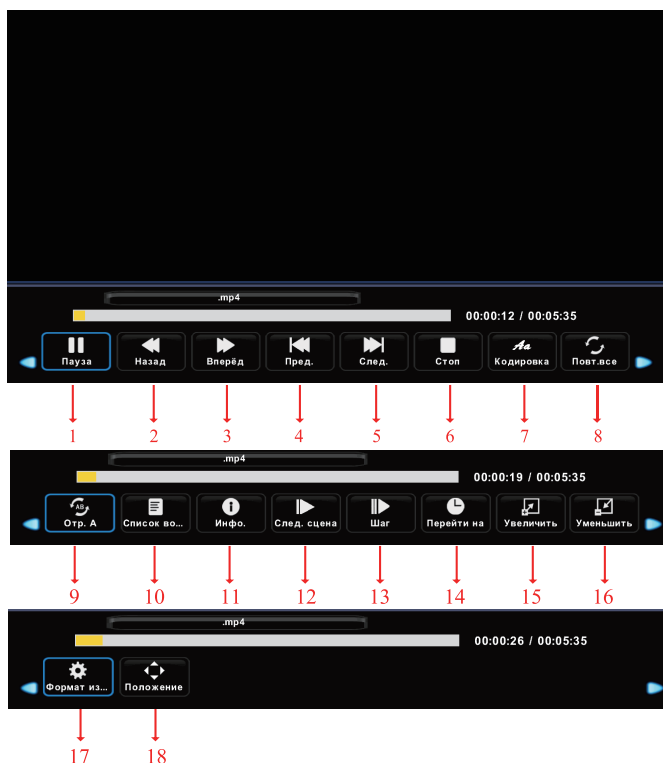 .mp4
00:00:12 / 00:05:35
Пауза Назад Вперёд Пред. След. Стоп Aa Кодировка Повт.все
1 2 3 4 5 6 7 8
.mp4
00:00:19 / 00:05:35
AB
Отр. А Список во... Инфо. След. сцена Шаг Перейти на Увеличить Уменьшить
9 10 11 12 13 14 15 16
.mp4
00:00:26 / 00:05:35
Формат из... Положение
17 18